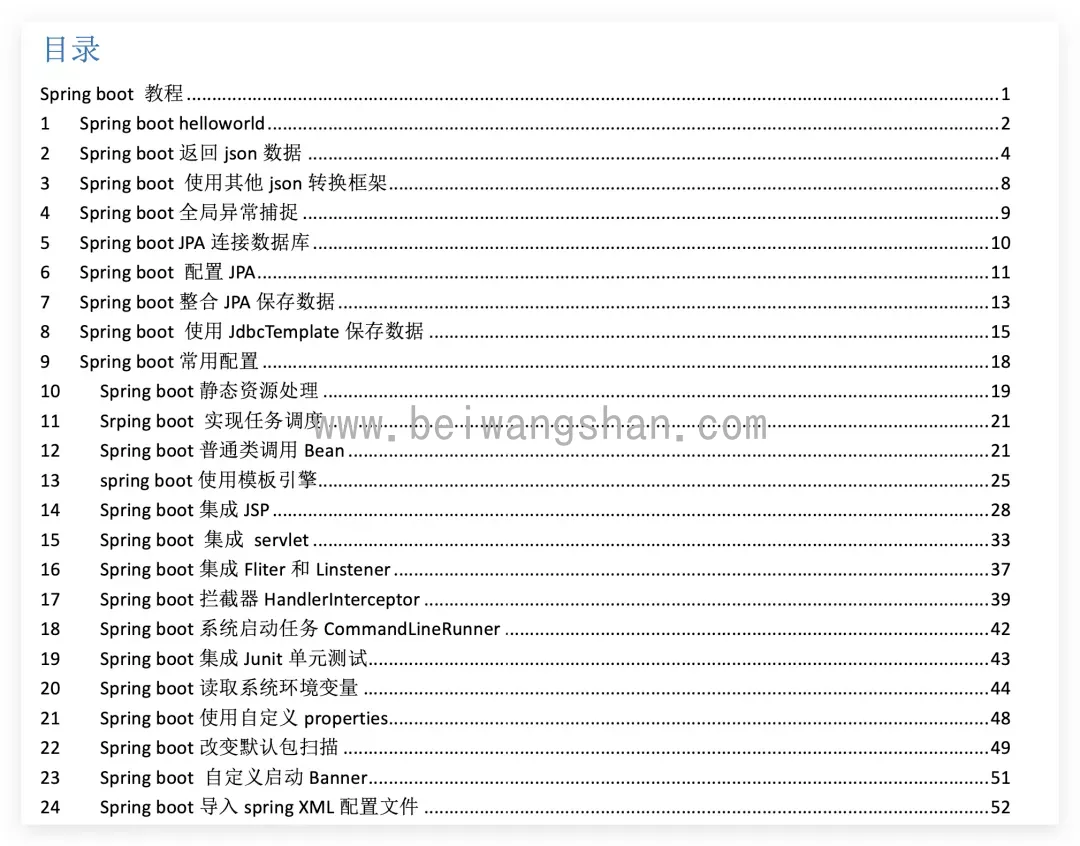 目录
Spring boot 教程 1
1 Spring boot helloworld 2
2 Spring boot 返回 json 数据 4
3 Spring boot 使用其他 json 转换框架 8
4 Spring boot 全局异常捕捉 9
5 Spring boot JPA 连接数据库 10
6 Spring boot 配置 JPA 11
7 Spring boot 整合 JPA 保存数据 13
8 Spring boot 使用 JdbcTemplate 保存数据 15
9 Spring boot 常用配置 18
10 Spring boot 静态资源处理 19
11 Srping boot 实现任务调度 21
www.beiwangshan.com
12 Spring boot 普通类调用 Bean 21
13 spring boot 使用模板引擎 25
14 Spring boot 集成 JSP 28
15 Spring boot 集成 servlet 33
16 Spring boot 集成 Fliter 和 Linstener 37
17 Spring boot 拦截器 HandlerInterceptor 39
18 Spring boot 系统启动任务 CommandLineRunner 42
19 Spring boot 集成 Junit 单元测试 43
20 Spring boot 读取系统环境变量 44
21 Spring boot 使用自定义 properties 48
22 Spring boot 改变默认包扫描 49
23 Spring boot 自定义启动 Banner 51
24 Spring boot 导入 spring XML 配置文件 52